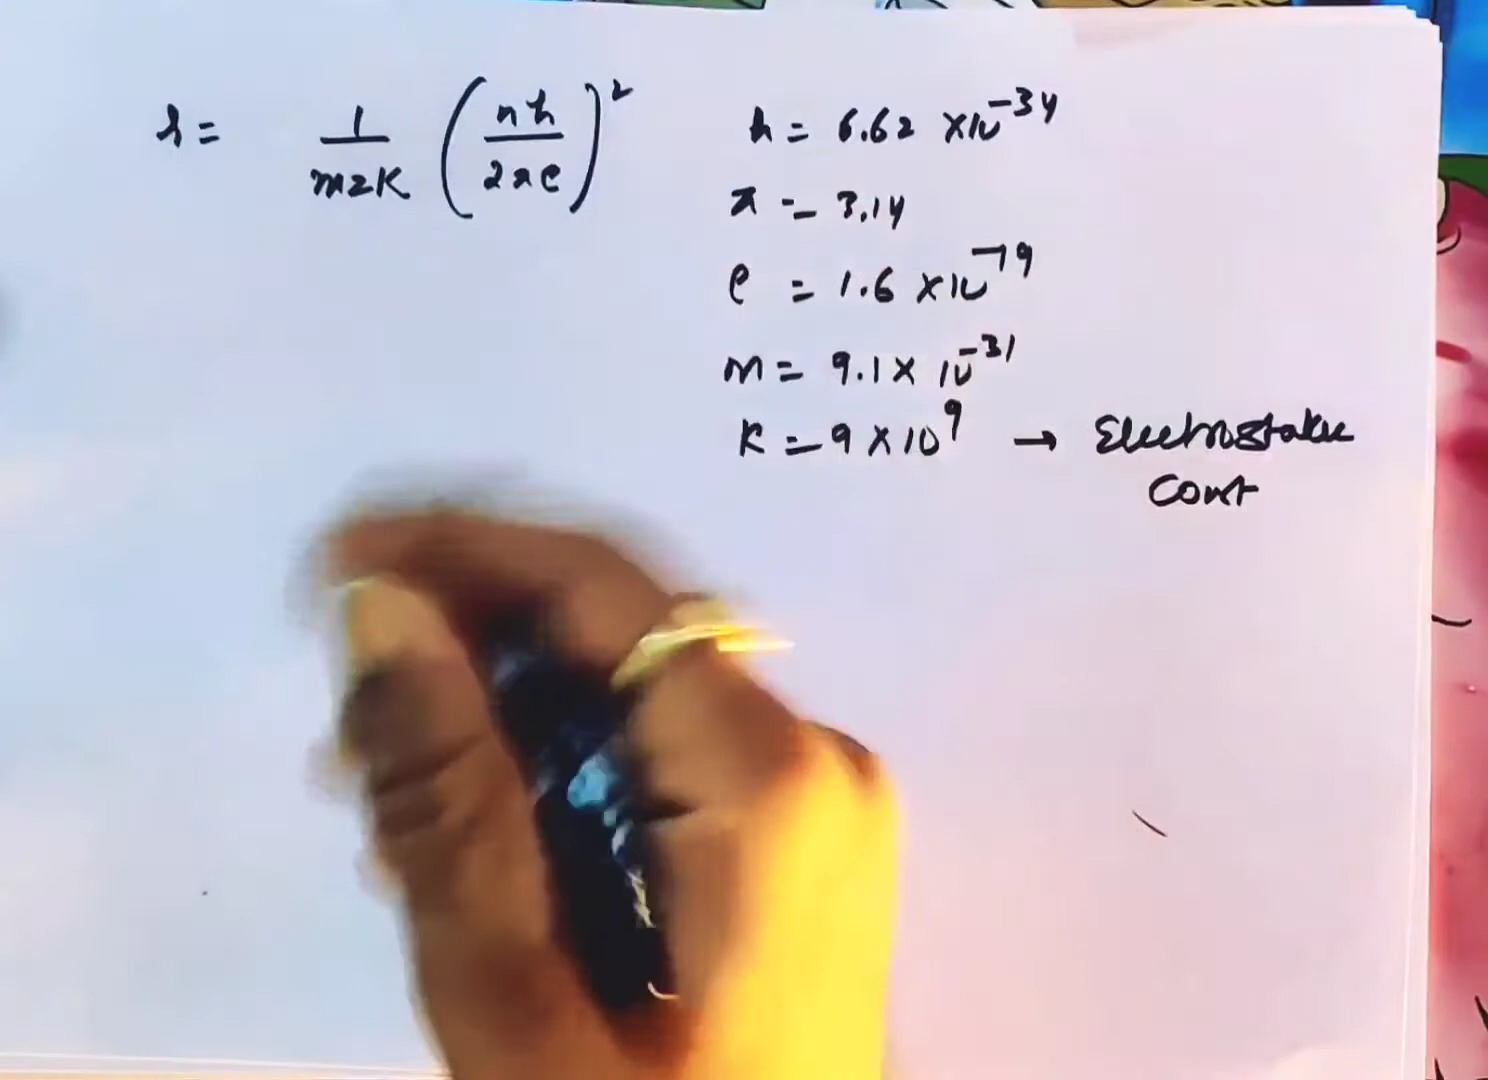 r = 1/mzK (nh/2πe)²
h = 6.62 ×10⁻³⁴
π = 3.14
e = 1.6 ×10⁻¹⁹
m = 9.1 × 10⁻³¹
K = 9 ×10⁹ → Electrostatic
Const